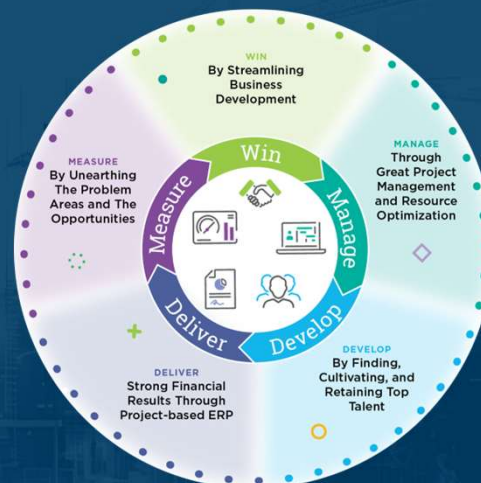 WIN
By Streamlining
Business
Development
MANAGE
Through
Great Project
Management
and Resource
Optimization
DEVELOP
By Finding,
Cultivating, and
Retaining Top
Talent
DELIVER
Strong Financial
Results Through
Project-based ERP
MEASURE
By Unearthing
The Problem
Areas and The
Opportunities
Win
Manage
Develop
Deliver
Measure